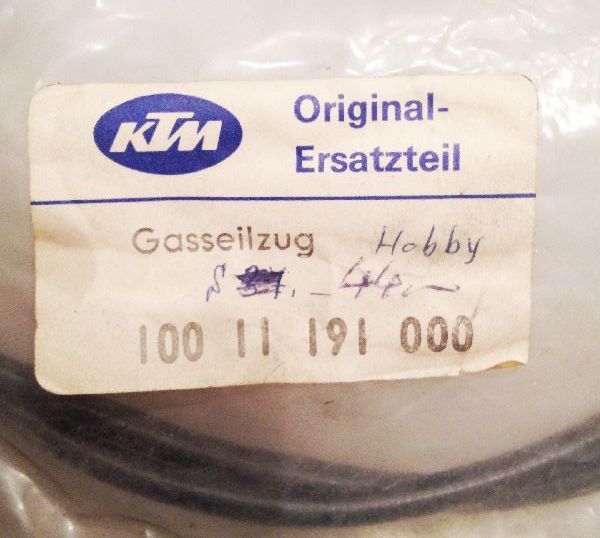 KTM
Original-
Ersatzteil
Gasseilzug Hobby
100 11 191 000